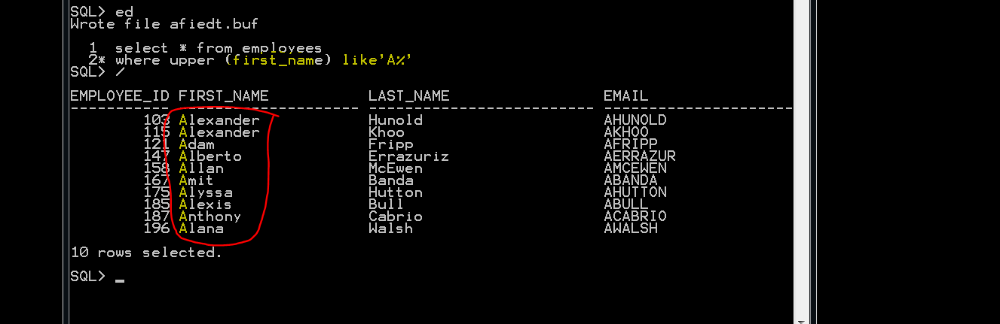 SQL> ed
Wrote file afiedt.buf
1 select * from employees
2* where upper (first_name) like'A%'
SQL> /
EMPLOYEE_ID FIRST_NAME LAST_NAME EMAIL
103 Alexander Hunold AHUNOLD
115 Alexander Khoo AKHOO
121 Adam Fripp AFRIPP
147 Alberto Errazuriz AERRAZUR
158 Allan McEwen AMCEWEN
167 Amit Banda ABANDA
175 Alyssa Hutton AHUTTON
185 Alexis Bull ABULL
187 Anthony Cabrio ACABRIO
196 Alana Walsh AWALSH
10 rows selected.
SQL> _